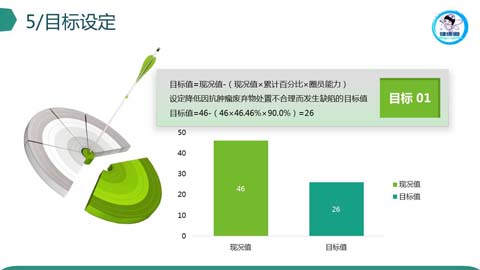 5/目标设定
目标值=现况值-（现况值×累计百分比×圈员能力）
设定降低因抗肿瘤废弃物处置不合理而发生缺陷的目标值
目标值=46-（46×46.46%×90.0%）=26
目标 01
50
40
30
20
10
0
46
26
现况值
目标值
现况值
目标值